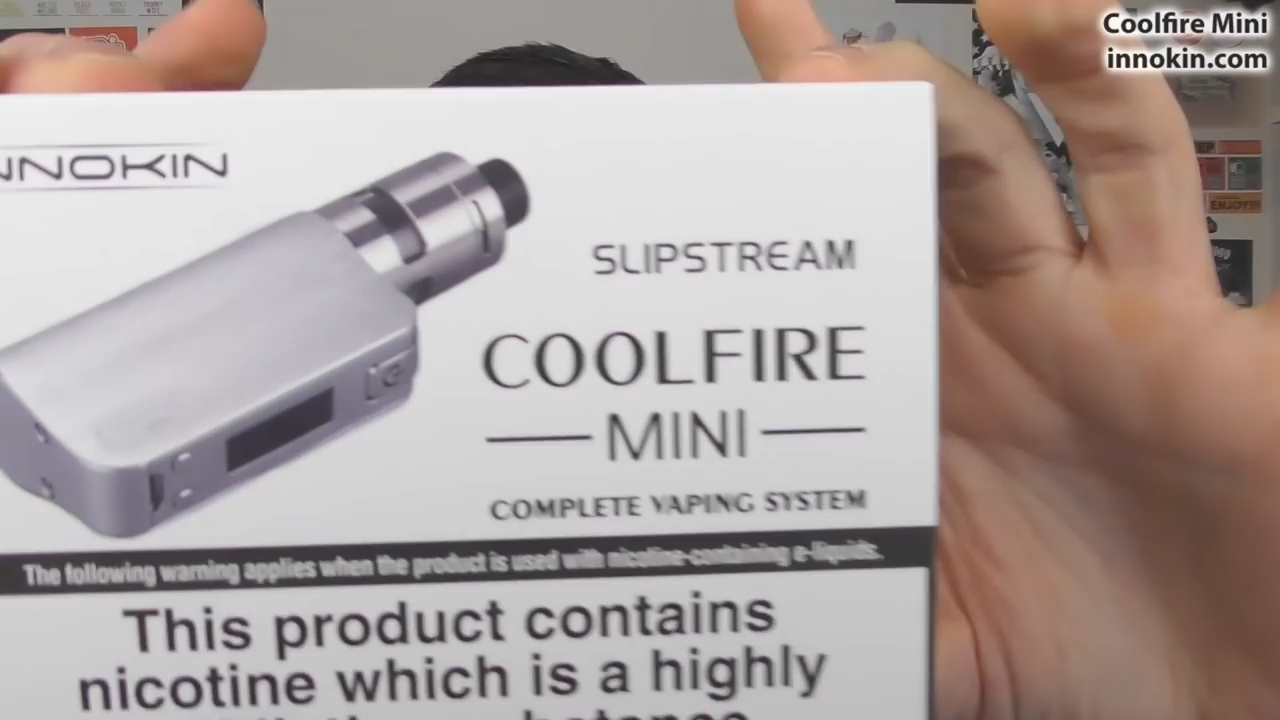 Coolfire Mini
innokin.com
NNOKIN
SLIPSTREAM
COOLFIRE
MINI
COMPLETE VAPING SYSTEM
The following warning applies when the product is used with nicotine-containing e-liquids.
This product contains
nicotine which is a highly
ENJOY!!!